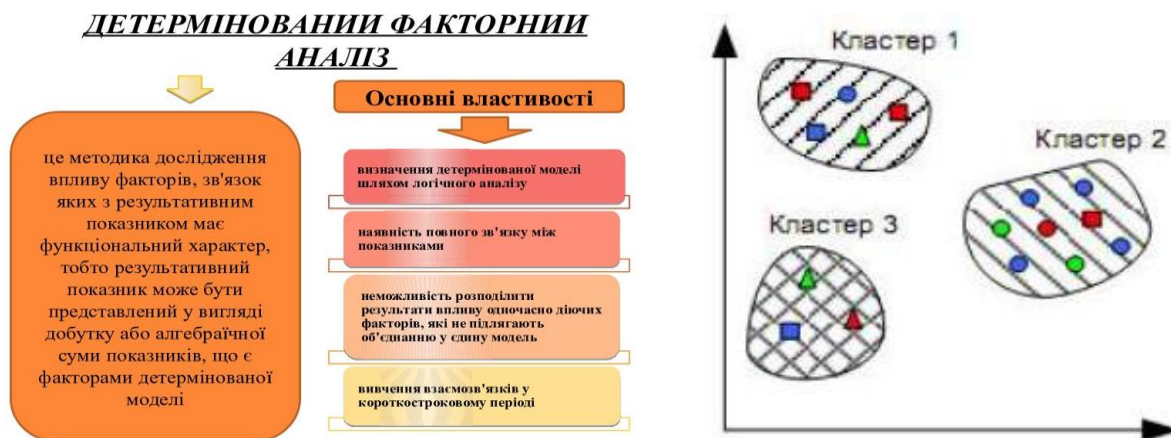 ДЕТЕРМІНОВАНИЙ ФАКТОРНИЙ
АНАЛІЗ
це методика дослідження
впливу факторів, зв'язок
яких з результативним
показником має
функціональний характер,
тобто результативний
показник може бути
представлений у вигляді
добутку або алгебраїчної
суми показників, що є
факторами детермінованої
моделі
Основні властивості
визначення детермінованої моделі
шляхом логічного аналізу
наявність повного зв'язку між
показниками
неможливість розподілити
результати впливу одночасно діючих
факторів, які не підлягають
об'єднанню у єдину модель
вивчення взаємозв'язків у
короткостроковому періоді
Кластер 1
Кластер 2
Кластер 3